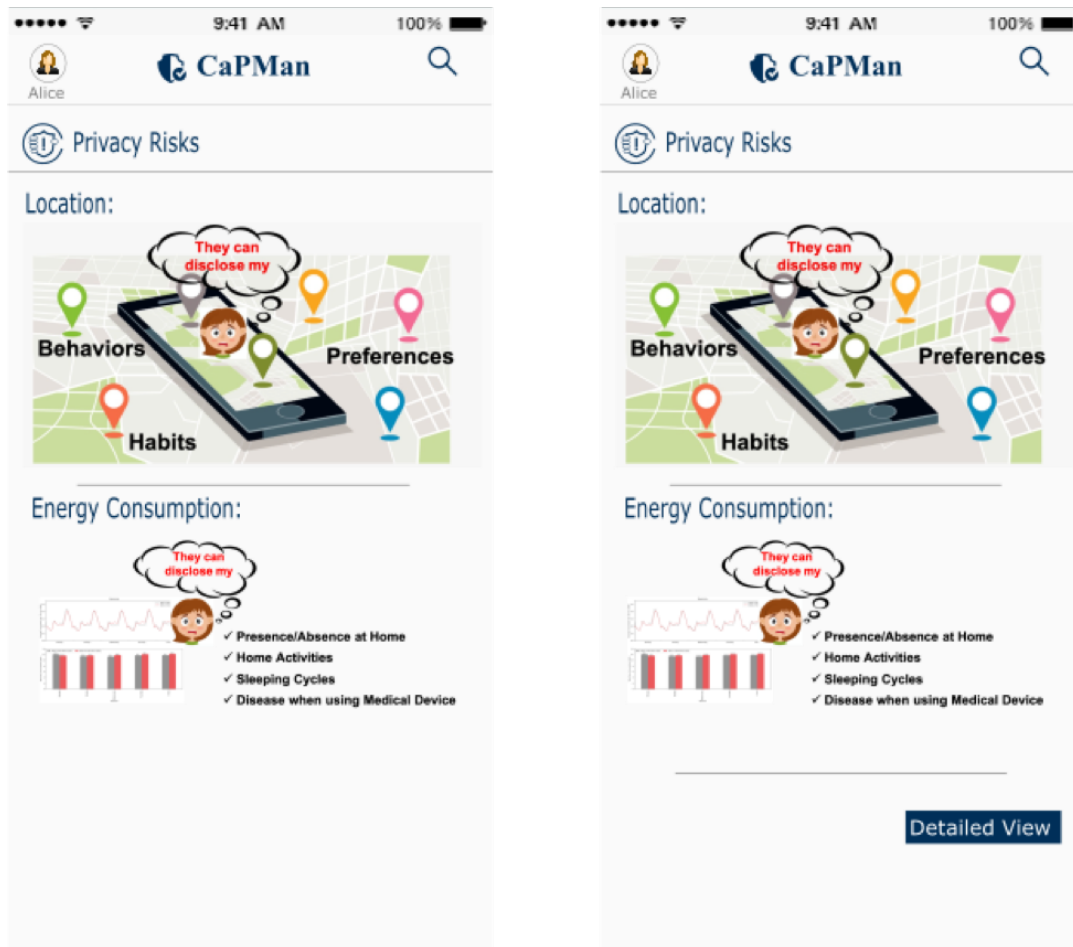 9:41 AM 100%
Alice
CaPMan
Privacy Risks
Location:
They can
disclose my
Behaviors
Preferences
Habits
Energy Consumption:
They can
disclose my
✓ Presence/Absence at Home
✓ Home Activities
✓ Sleeping Cycles
✓ Disease when using Medical Device
9:41 AM 100%
Alice
CaPMan
Privacy Risks
Location:
They can
disclose my
Behaviors
Preferences
Habits
Energy Consumption:
They can
disclose my
✓ Presence/Absence at Home
✓ Home Activities
✓ Sleeping Cycles
✓ Disease when using Medical Device
Detailed View